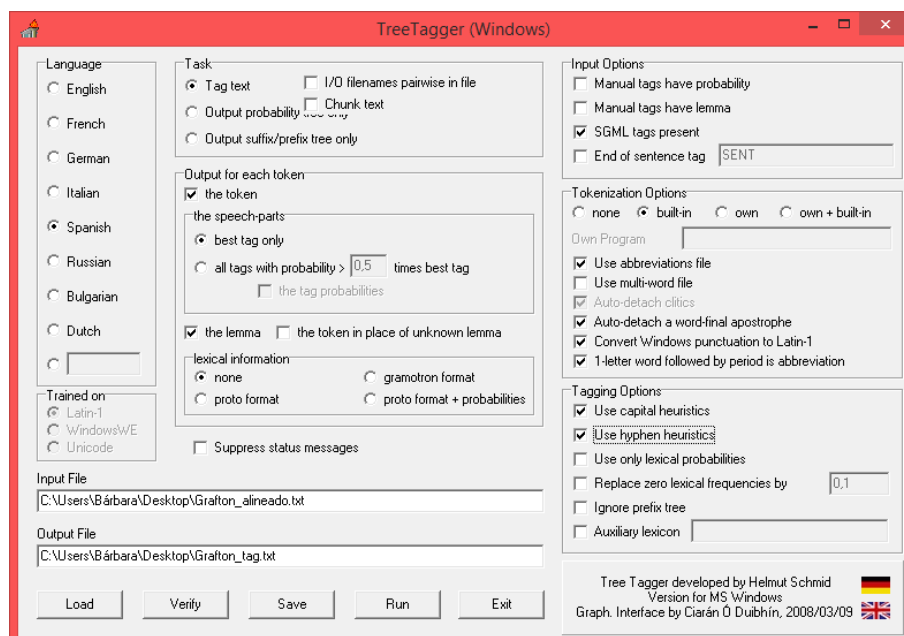 TreeTagger (Windows)
Language
English
French
German
Italian
Spanish
Russian
Bulgarian
Dutch
Trained on
Latin-1
WindowsWE
Unicode
Task
Tag text
I/O filenames pairwise in file
Chunk text
Output probability tree only
Output suffix/prefix tree only
Output for each token
the token
the speech-parts
best tag only
all tags with probability > 0,5 times best tag
the tag probabilities
the lemma
the token in place of unknown lemma
lexical information
none
gramotron format
proto format
proto format + probabilities
Suppress status messages
Input File
C:\Users\Bárbara\Desktop\Grafton_alineado.txt
Output File
C:\Users\Bárbara\Desktop\Grafton_tag.txt
Load Verify Save Run Exit
Input Options
Manual tags have probability
Manual tags have lemma
SGML tags present
End of sentence tag SENT
Tokenization Options
none built-in own own + built-in
Own Program
Use abbreviations file
Use multi-word file
Auto-detach clitics
Auto-detach a word-final apostrophe
Convert Windows punctuation to Latin-1
1-letter word followed by period is abbreviation
Tagging Options
Use capital heuristics
Use hyphen heuristics
Use only lexical probabilities
Replace zero lexical frequencies by 0,1
Ignore prefix tree
Auxiliary lexicon
Tree Tagger developed by Helmut Schmid
Version for MS Windows
Graph. Interface by Ciarán Ó Duibhín, 2008/03/09